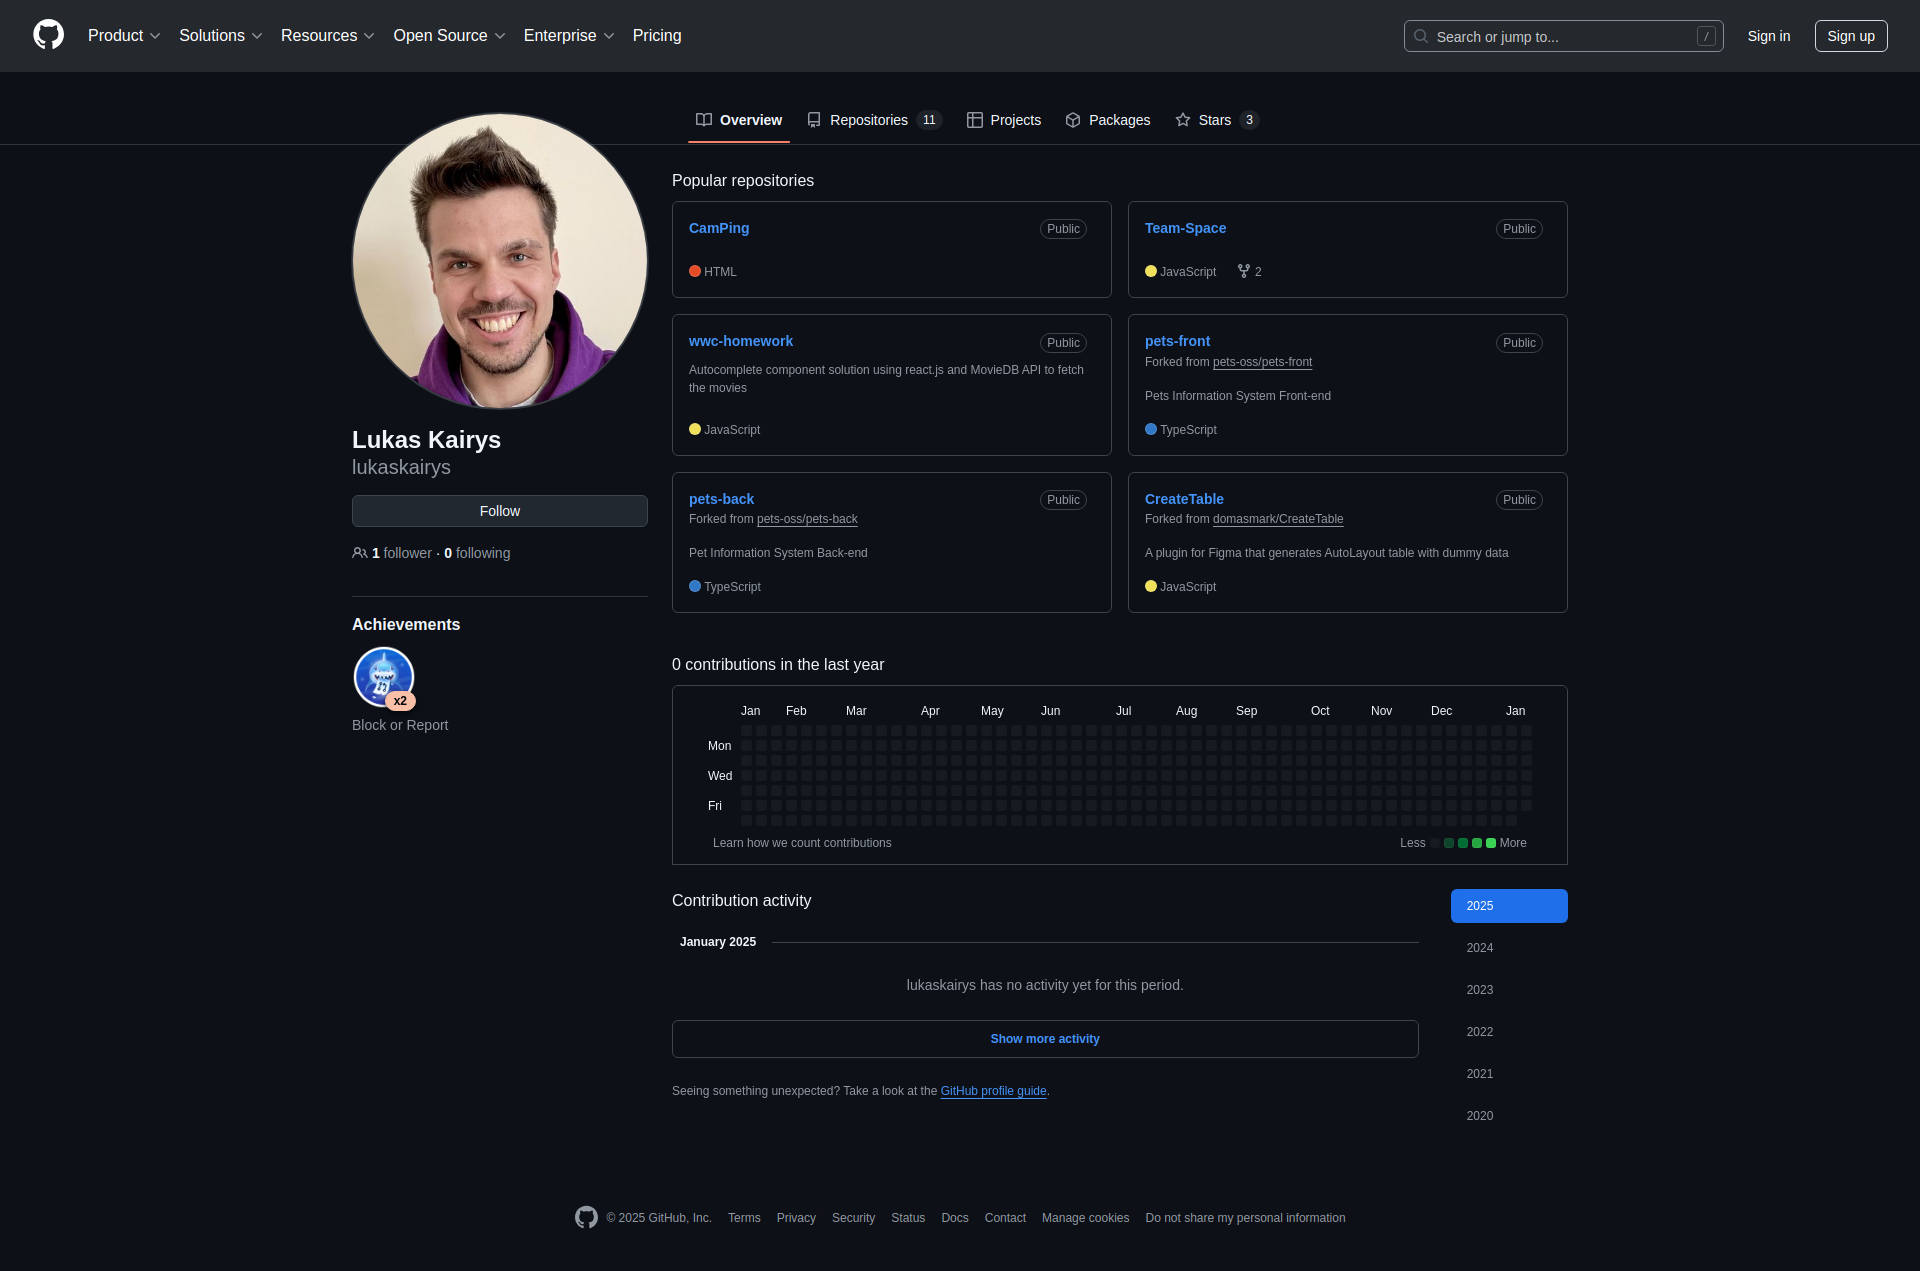 Product Solutions Resources Open Source Enterprise Pricing Search or jump to... / Sign in Sign up
Overview Repositories 11 Projects Packages Stars 3
Lukas Kairys
lukaskairys
Follow
1 follower · 0 following
Achievements
x2
Block or Report
Popular repositories
CamPing Public
HTML
Team-Space Public
JavaScript 2
wwc-homework Public
Autocomplete component solution using react.js and MovieDB API to fetch
the movies
JavaScript
pets-front Public
Forked from pets-oss/pets-front
Pets Information System Front-end
TypeScript
pets-back Public
Forked from pets-oss/pets-back
Pet Information System Back-end
TypeScript
CreateTable Public
Forked from domasmark/CreateTable
A plugin for Figma that generates AutoLayout table with dummy data
JavaScript
0 contributions in the last year
Jan Feb Mar Apr May Jun Jul Aug Sep Oct Nov Dec Jan
Mon
Wed
Fri
Learn how we count contributions Less More
Contribution activity
January 2025
lukaskairys has no activity yet for this period.
Show more activity
Seeing something unexpected? Take a look at the GitHub profile guide.
2025
2024
2023
2022
2021
2020
© 2025 GitHub, Inc. Terms Privacy Security Status Docs Contact Manage cookies Do not share my personal information